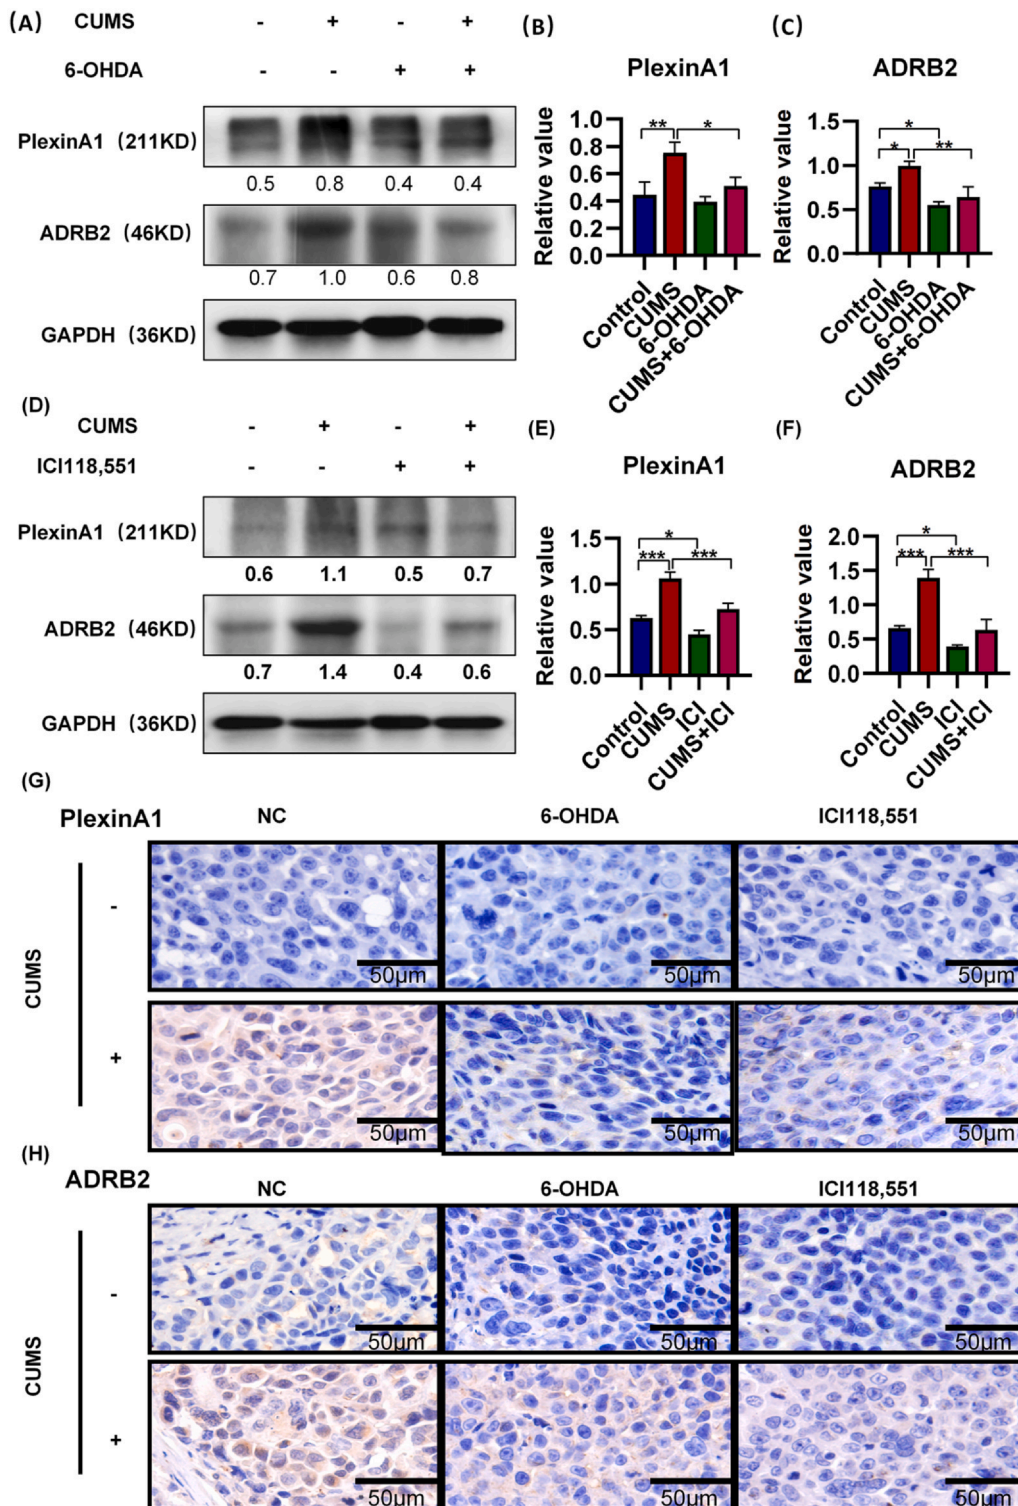 (A) CUMS - + - +
6-OHDA - - + +
PlexinA1 (211KD)
0.5 0.8 0.4 0.4
ADRB2 (46KD)
0.7 1.0 0.6 0.8
GAPDH (36KD)
(B)
PlexinA1
Relative value
1.0
0.8
0.6
0.4
0.2
0.0
** *
Control
CUMS
6-OHDA
CUMS+6-OHDA
(C)
ADRB2
Relative value
1.5
1.0
0.5
0.0
*
* **
Control
CUMS
6-OHDA
CUMS+6-OHDA
(D)
CUMS - + - +
ICI118,551 - - + +
PlexinA1 (211KD)
0.6 1.1 0.5 0.7
ADRB2 (46KD)
0.7 1.4 0.4 0.6
GAPDH (36KD)
(E)
PlexinA1
Relative value
1.5
1.0
0.5
0.0
*
*** ***
Control
CUMS
ICI
CUMS+ICI
(F)
ADRB2
Relative value
2.0
1.5
1.0
0.5
0.0
*
*** ***
Control
CUMS
ICI
CUMS+ICI
(G)
PlexinA1 NC 6-OHDA ICI118,551
CUMS
-
50μm 50μm 50μm
+
50μm 50μm 50μm
(H)
ADRB2 NC 6-OHDA ICI118,551
CUMS
-
50μm 50μm 50μm
+
50μm 50μm 50μm